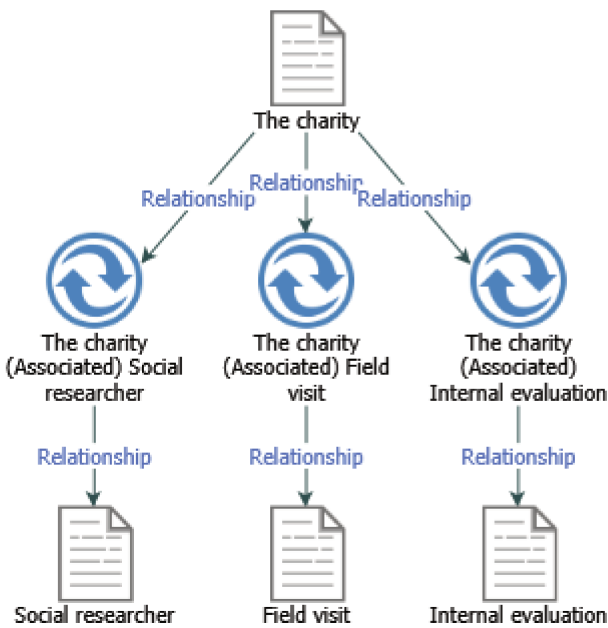 The charity
Relationship
Relationship
Relationship
The charity
(Associated) Social
researcher
The charity
(Associated) Field
visit
The charity
(Associated)
Internal evaluation
Relationship
Relationship
Relationship
Social researcher
Field visit
Internal evaluation